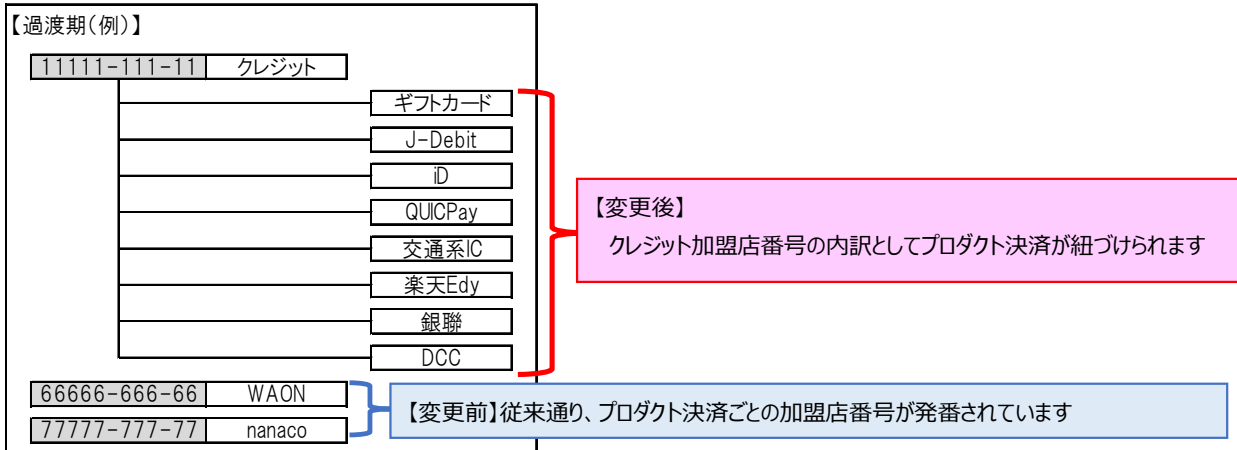 【過渡期(例)】
11111-111-11 クレジット
ギフトカード
J-Debit
iD
QUICPay
交通系IC
楽天Edy
銀聯
DCC
【変更後】
クレジット加盟店番号の内訳としてプロダクト決済が紐づけられます
66666-666-66 WAON
77777-777-77 nanaco
【変更前】従来通り、プロダクト決済ごとの加盟店番号が発番されています